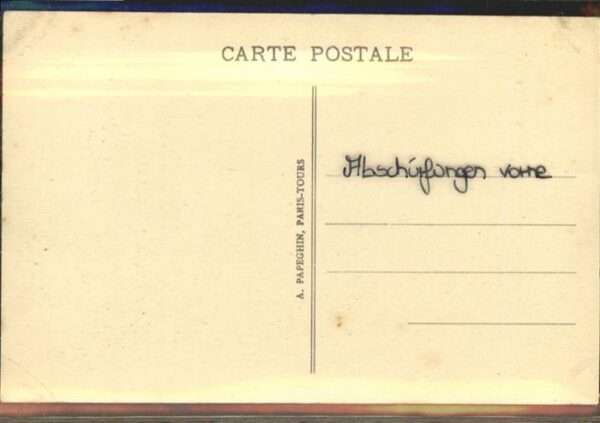 CARTE POSTALE
A. PAPEGHIN, PARIS-TOURS
Abschürfungen vorne